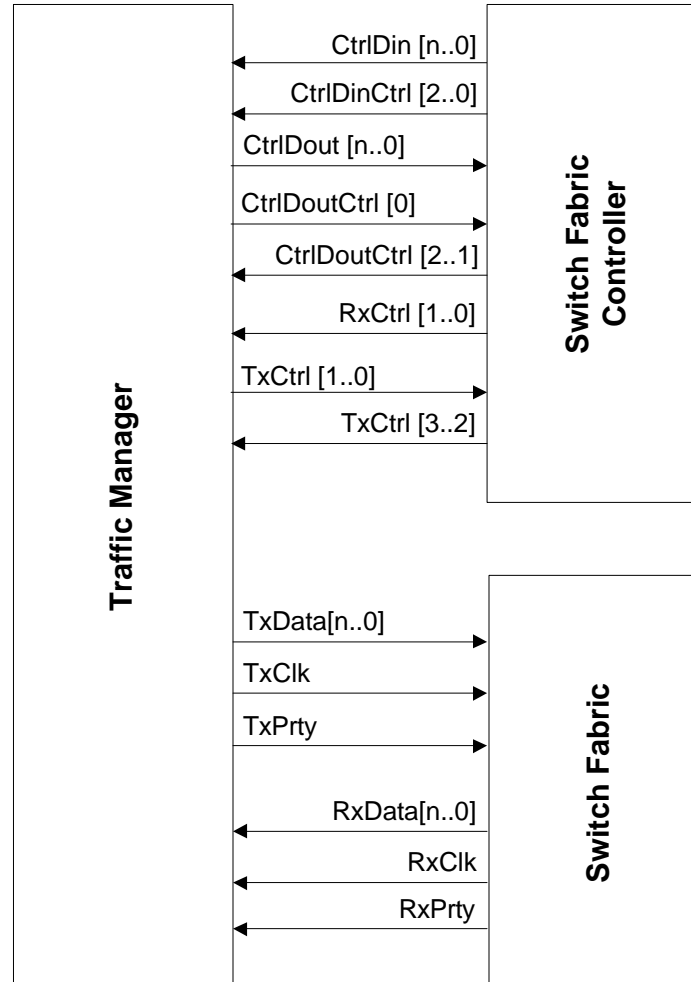 CtrlDin [n..0]
CtrlDinCtrl [2..0]
CtrlDout [n..0]
CtrlDoutCtrl [0]
CtrlDoutCtrl [2..1]
RxCtrl [1..0]
TxCtrl [1..0]
TxCtrl [3..2]
Switch Fabric
Controller
Traffic Manager
TxData[n..0]
TxClk
TxPrty
RxData[n..0]
RxClk
RxPrty
Switch Fabric